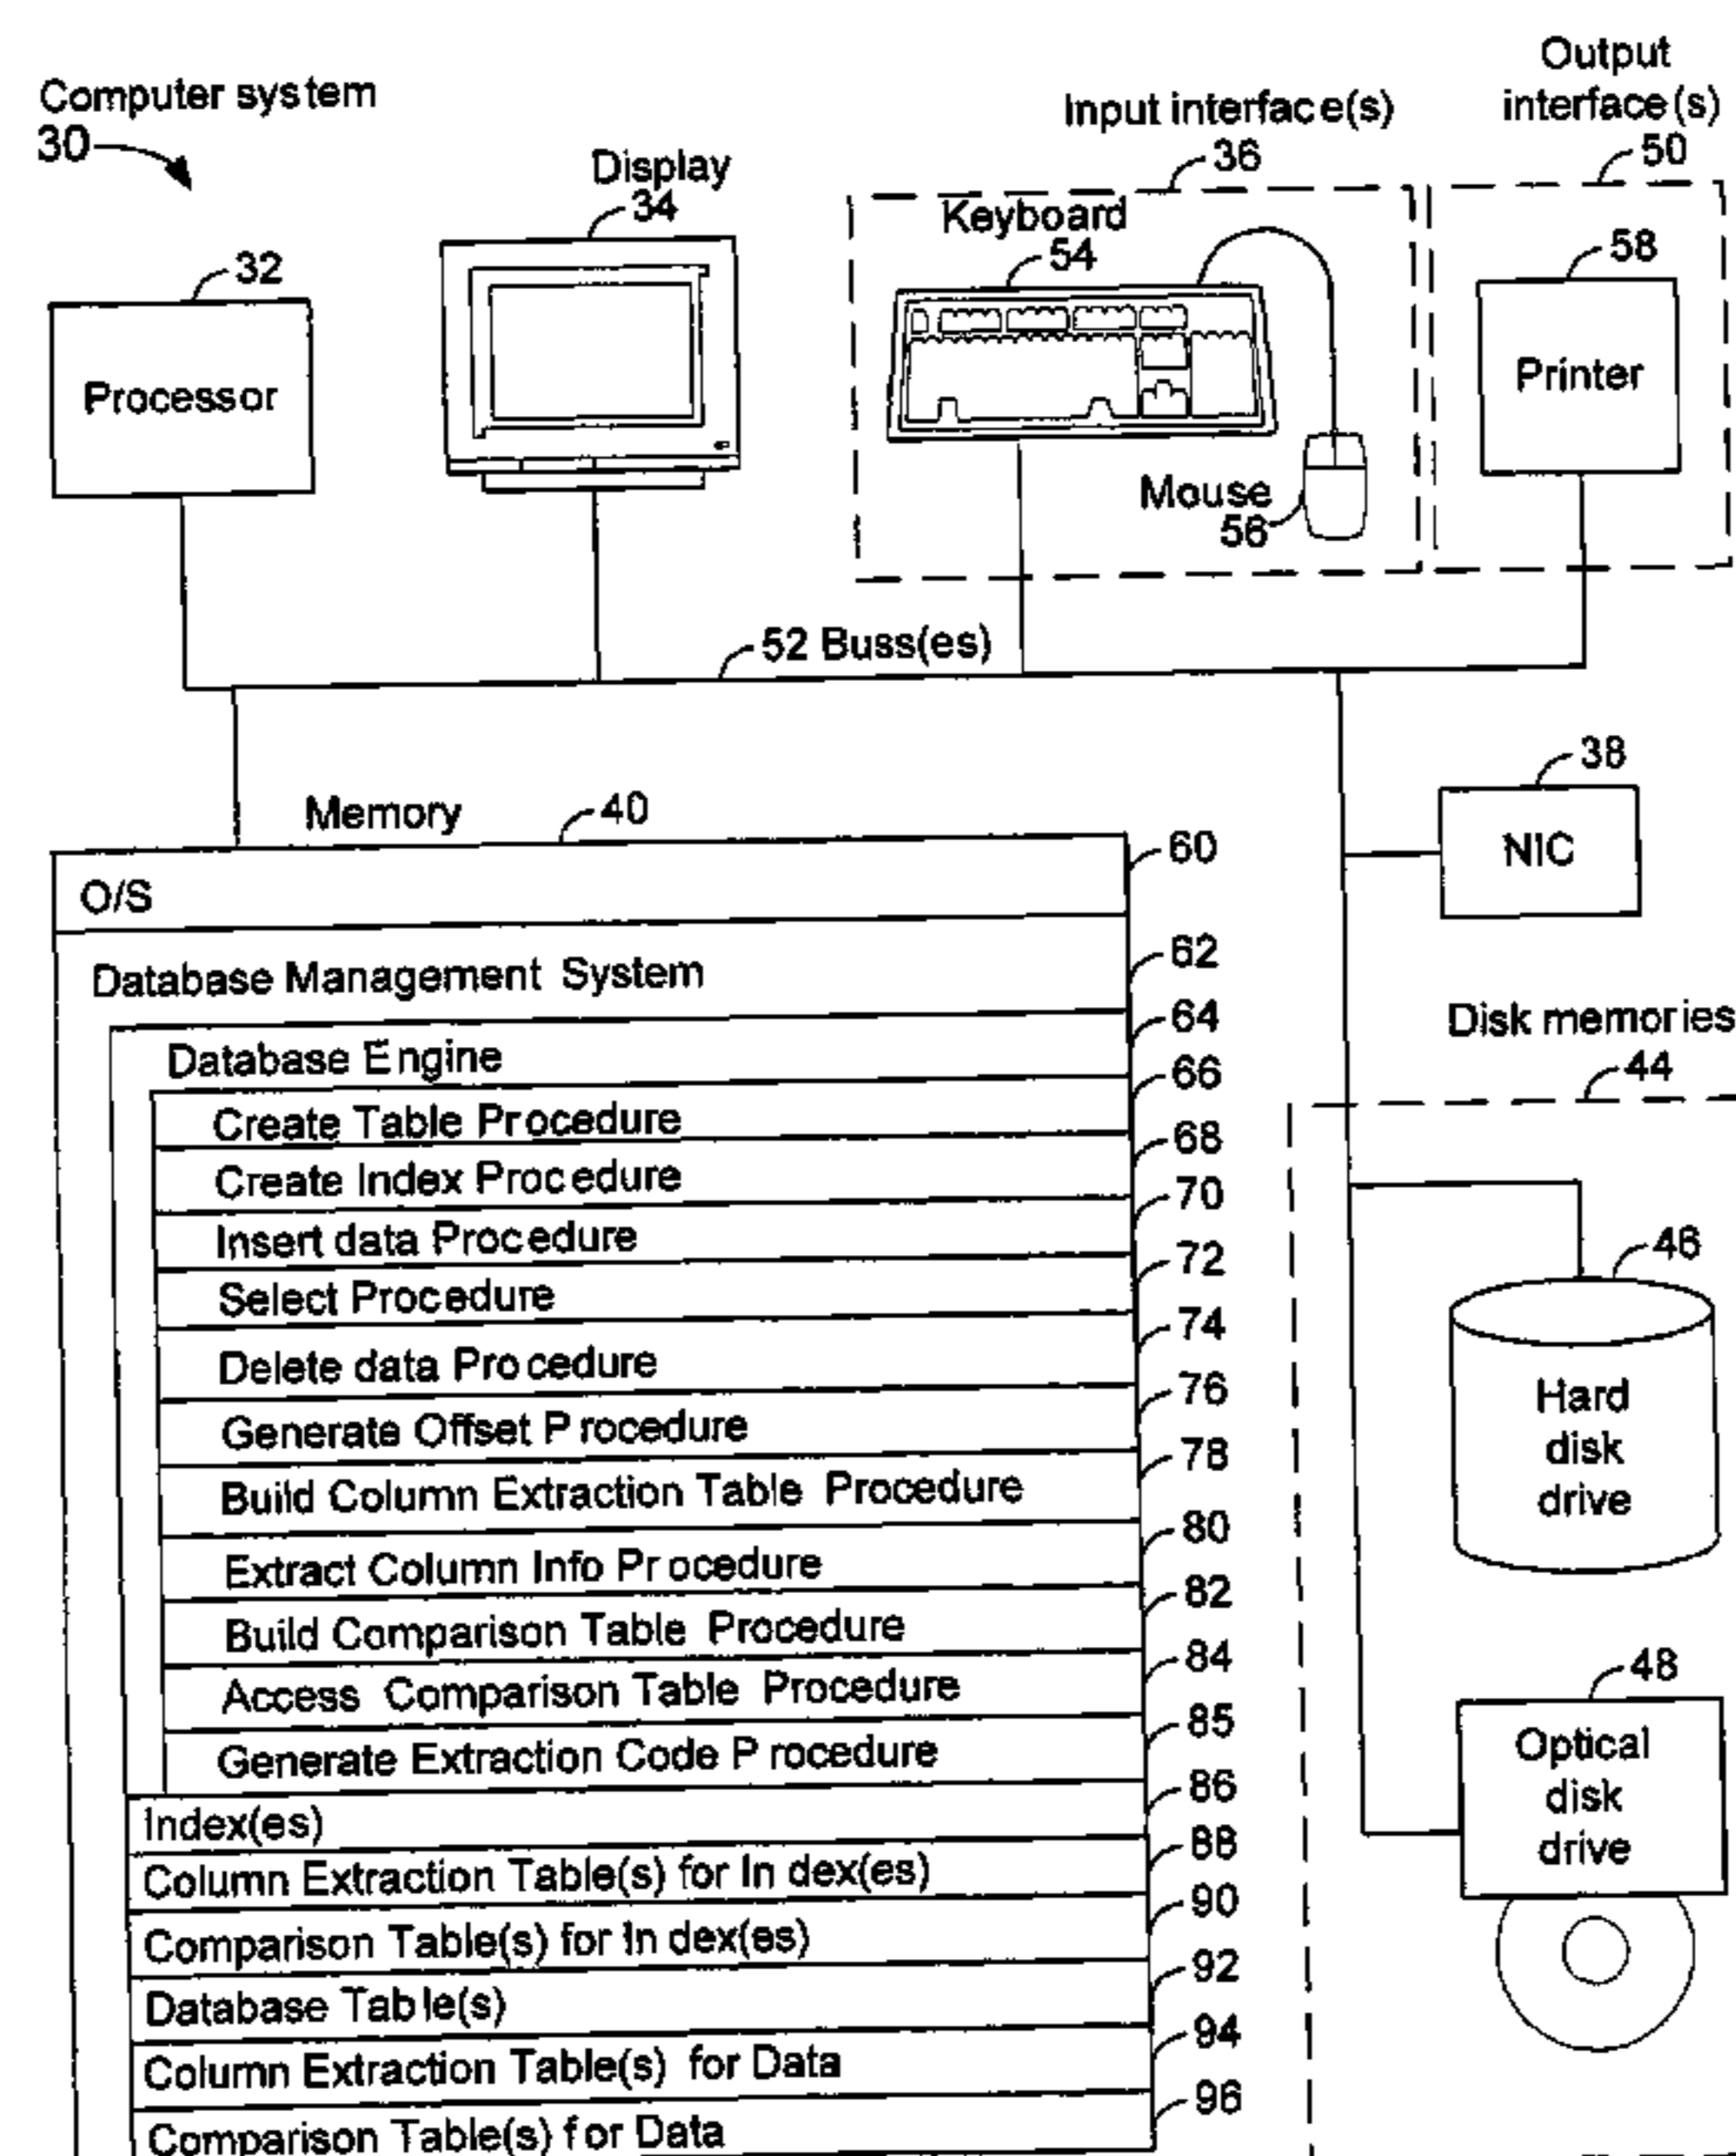 Computer system
30
Display
34
Input interface(s)
36
Output
interface(s)
50
32
Processor
Keyboard
54
Mouse
56
58
Printer
52 Buss(es)
38
NIC
Memory
40
O/S
60
Database Management System
62
Database Engine
64
Create Table Procedure
66
Create Index Procedure
68
Insert data Procedure
70
Select Procedure
72
Delete data Procedure
74
Generate Offset Procedure
76
Build Column Extraction Table Procedure
78
Extract Column Info Procedure
80
Build Comparison Table Procedure
82
Access Comparison Table Procedure
84
Generate Extraction Code Procedure
85
Index(es)
86
Column Extraction Table(s) for Index(es)
88
Comparison Table(s) for Index(es)
90
Database Table(s)
92
Column Extraction Table(s) for Data
94
Comparison Table(s) for Data
96
Disk memories
44
46
Hard
disk
drive
48
Optical
disk
drive